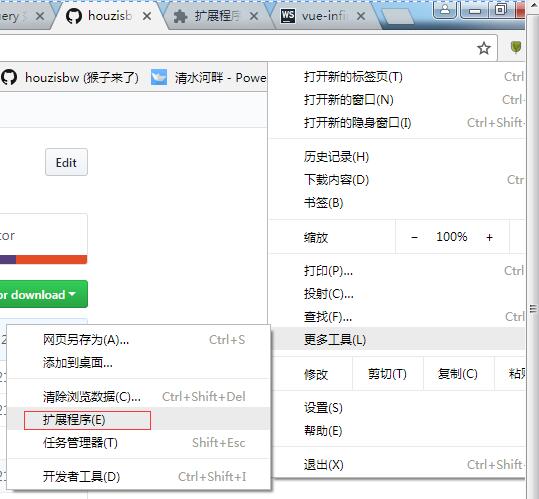 uery
houzisb
扩展程序
WS vue-infi
houzisbw (猴子来了) 清水河畔 - Powe
Edit
tor
or download
打开新的标签页(T) Ctrl
打开新的窗口(N) Ctrl
打开新的隐身窗口(I) Ctrl+Shift-
历史记录(H)
下载内容(D) Ctr
书签(B)
缩放 − 100% +
打印(P)... Ctr
投射(C)...
查找(F)... Ctr
更多工具(L)
修改 剪切(T) 复制(C) 粘贴
设置(S)
帮助(E)
退出(X) Ctrl+Shift-
网页另存为(A)... Ctrl+S
添加到桌面...
清除浏览数据(C)... Ctrl+Shift+Del
扩展程序(E)
任务管理器(T) Shift+Esc
开发者工具(D) Ctrl+Shift+I